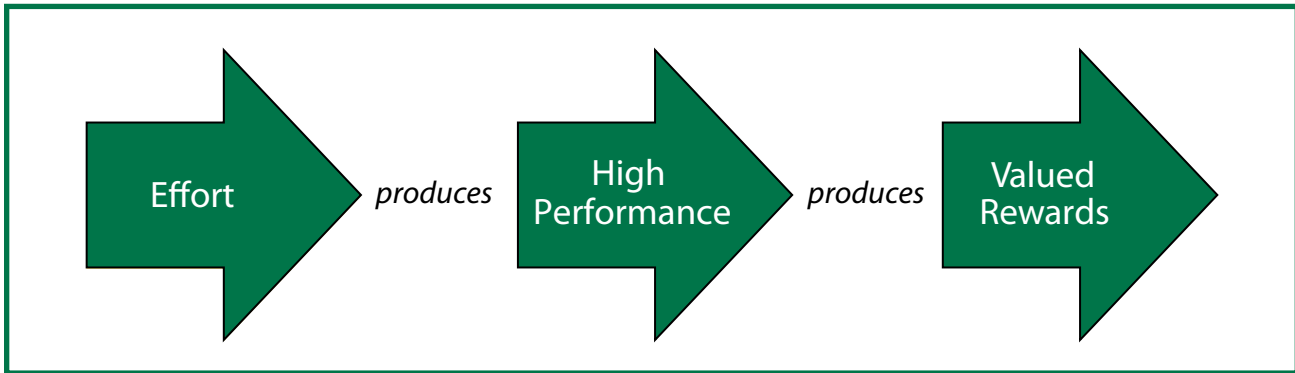 Effort
produces
High
Performance
produces
Valued
Rewards